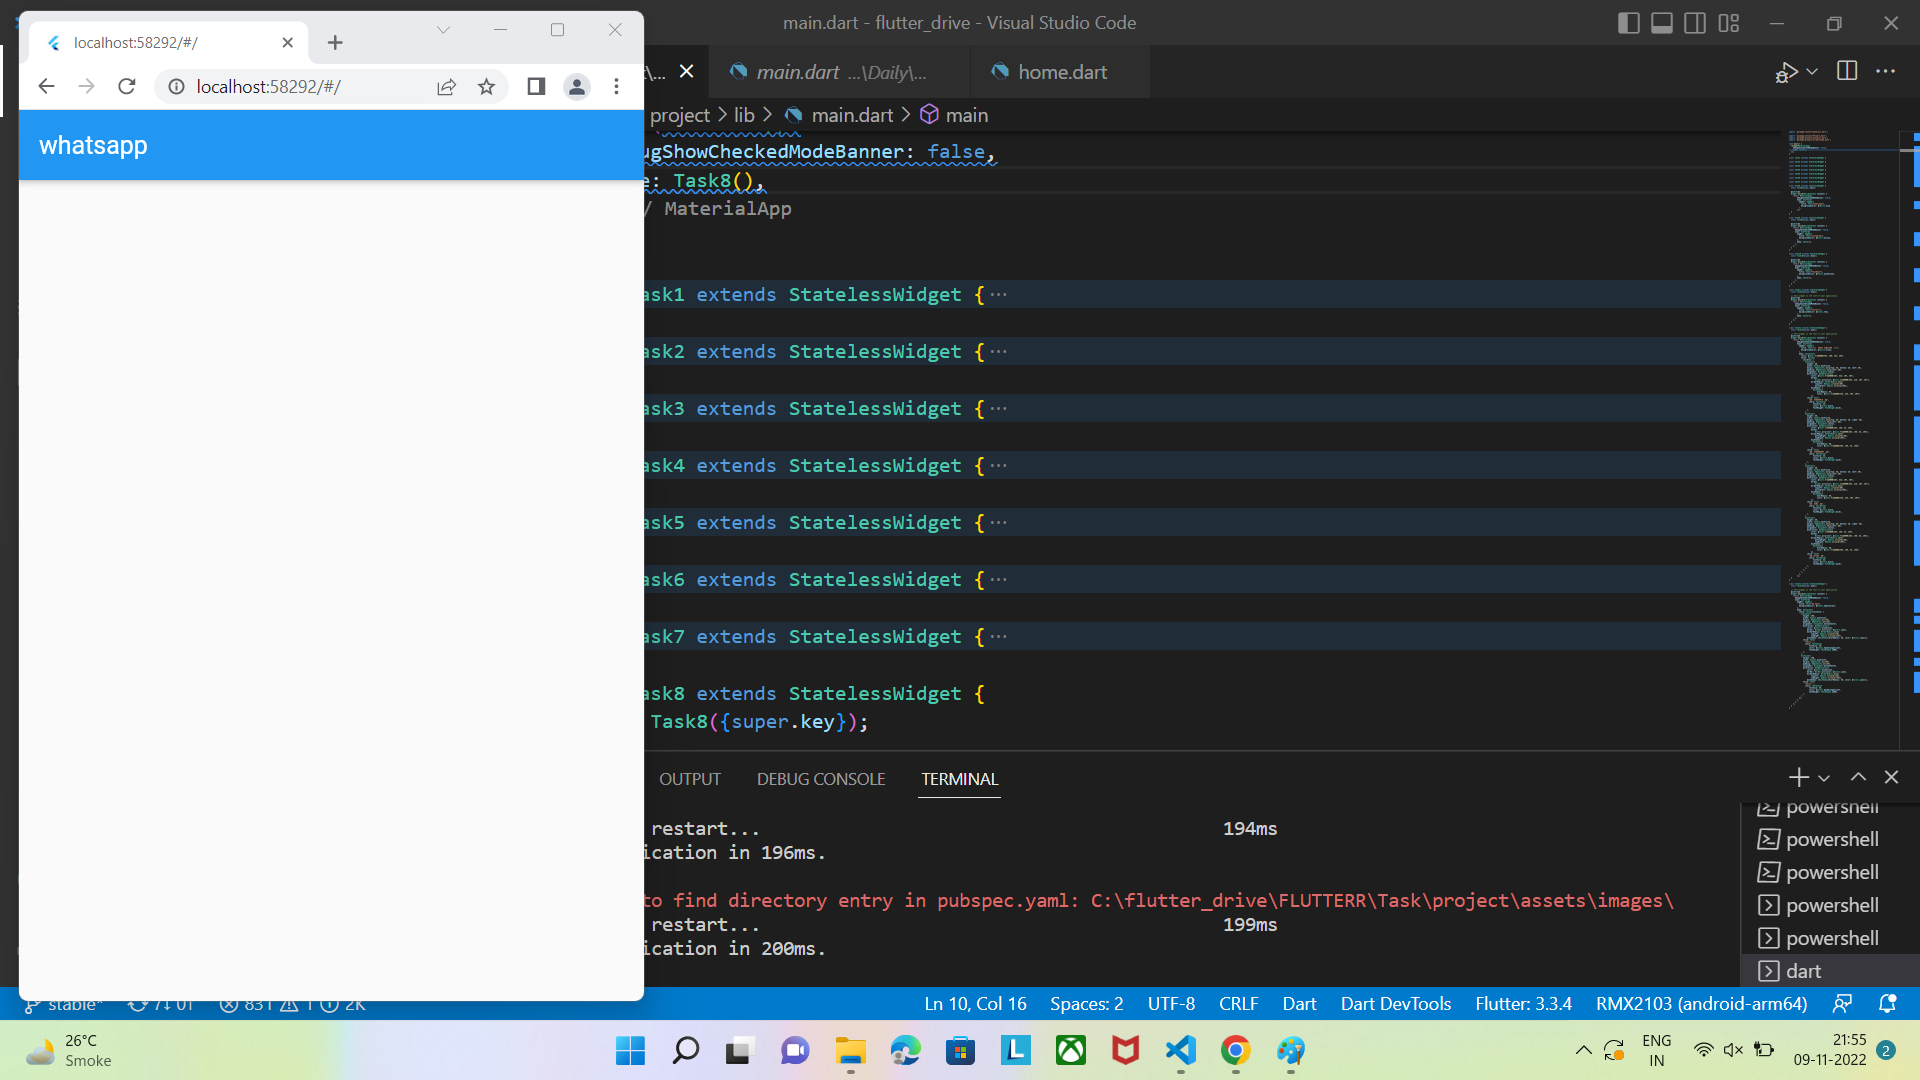 main.dart - flutter_drive - Visual Studio Code
localhost:58292/#/
localhost:58292/#/
whatsapp
\... main.dart ...\Daily\... home.dart
project > lib > main.dart > main
ugShowCheckedModeBanner: false,
e: Task8(),
/ MaterialApp
ask1 extends StatelessWidget {···
ask2 extends StatelessWidget {···
ask3 extends StatelessWidget {···
ask4 extends StatelessWidget {···
ask5 extends StatelessWidget {···
ask6 extends StatelessWidget {···
ask7 extends StatelessWidget {···
ask8 extends StatelessWidget {
Task8({super.key});
OUTPUT DEBUG CONSOLE TERMINAL
restart... 194ms
ication in 196ms.
to find directory entry in pubspec.yaml: C:\flutter_drive\FLUTTERR\Task\project\assets\images\
restart... 199ms
ication in 200ms.
powershell
powershell
powershell
powershell
powershell
dart
stable* 831 1 2K
Ln 10, Col 16 Spaces: 2 UTF-8 CRLF Dart Dart DevTools Flutter: 3.3.4 RMX2103 (android-arm64)
26°C
Smoke
ENG
IN
21:55
09-11-2022
2